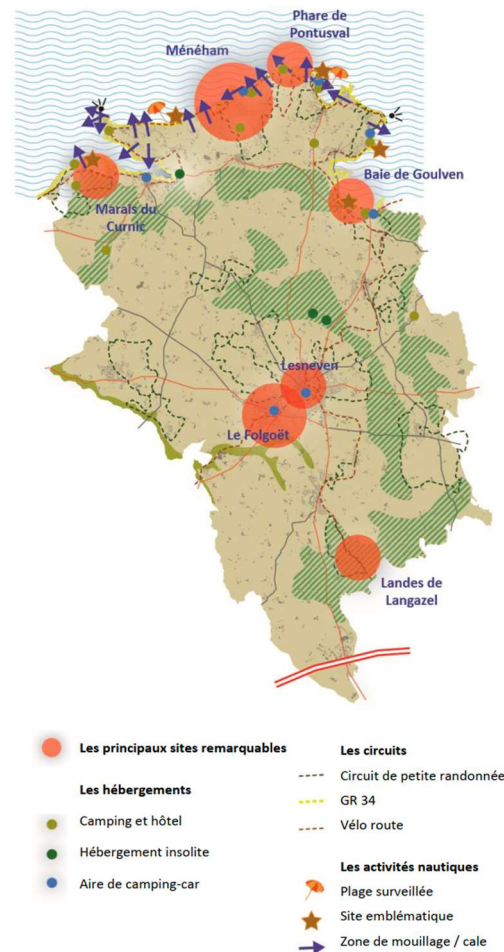 Phare de
Pontusval
Ménéham
Baie de Goulven
Marais du
Curnic
Lesneven
Le Folgoët
Landes de
Langazel
Les principaux sites remarquables
Les hébergements
Camping et hôtel
Hébergement insolite
Aire de camping-car
Les circuits
Circuit de petite randonnée
GR 34
Vélo route
Les activités nautiques
Plage surveillée
Site emblématique
Zone de mouillage / cale